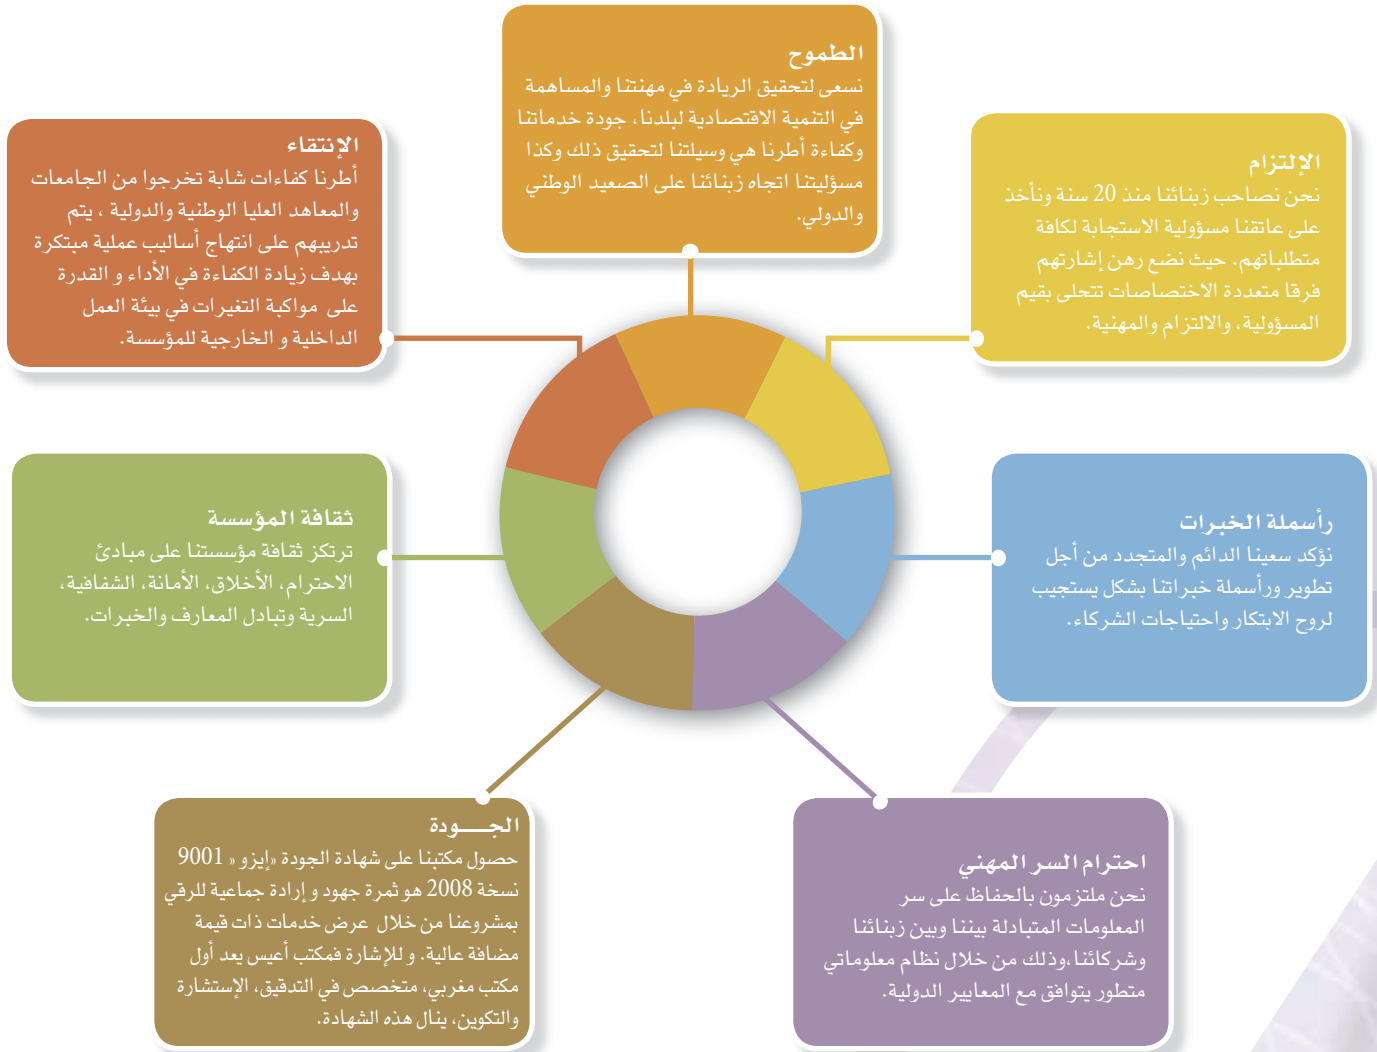 الطموح
نسعى لتحقيق الريادة في مهنتنا والمساهمة
في التنمية الاقتصادية لبلدنا، جودة خدماتنا
وكفاءة أطرنا هي وسيلتنا لتحقيق ذلك وكذا
مسؤليتنا اتجاه زبنائنا على الصعيد الوطني
والدولي.
الإلتزام
نحن نصاحب زبنائنا منذ 20 سنة ونأخذ
على عاتقنا مسؤولية الاستجابة لكافة
متطلباتهم. حيث نضع رهن إشارتهم
فرقا متعددة الاختصاصات تتحلى بقيم
المسؤولية، والالتزام والمهنية.
الإنتقاء
أطرنا كفاءات شابة تخرجوا من الجامعات
والمعاهد العليا الوطنية والدولية ، يتم
تدريبهم على انتهاج أساليب عملية مبتكرة
بهدف زيادة الكفاءة في الأداء و القدرة
على مواكبة التغيرات في بيئة العمل
الداخلية و الخارجية للمؤسسة.
رأسملة الخبرات
نؤكد سعينا الدائم والمتجدد من أجل
تطوير ورأسملة خبراتنا بشكل يستجيب
لروح الابتكار واحتياجات الشركاء.
ثقافة المؤسسة
ترتكز ثقافة مؤسستنا على مبادئ
الاحترام، الأخلاق، الأمانة، الشفافية،
السرية وتبادل المعارف والخبرات.
احترام السر المهني
نحن ملتزمون بالحفاظ على سر
المعلومات المتبادلة بيننا وبين زبنائنا
وشركائنا،وذلك من خلال نظام معلوماتي
متطور يتوافق مع المعايير الدولية.
الجـــودة
حصول مكتبنا على شهادة الجودة «إيزو « 9001
نسخة 2008 هو ثمرة جهود و إرادة جماعية للرقي
بمشروعنا من خلال عرض خدمات ذات قيمة
مضافة عالية. و للإشارة فمكتب أعيس يعد أول
مكتب مغربي، متخصص في التدقيق، الإستشارة
والتكوين، ينال هذه الشهادة.